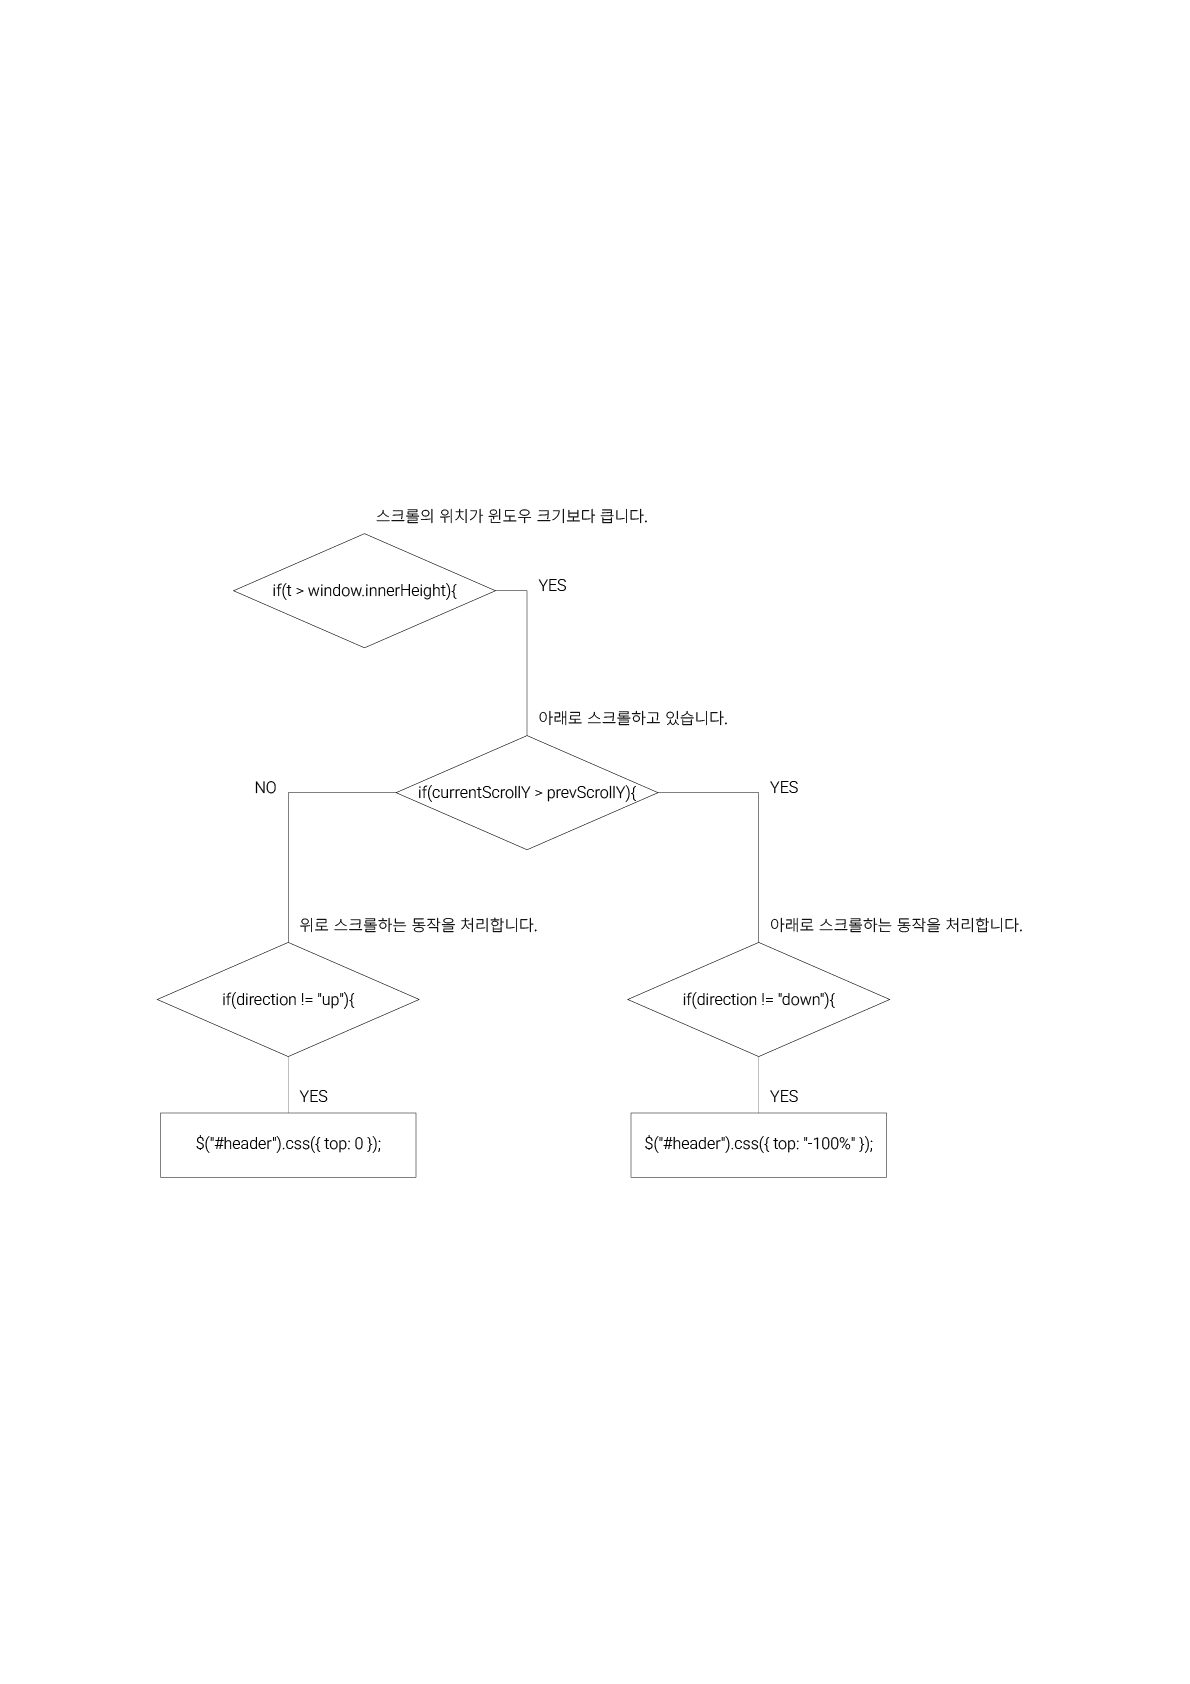 스크롤의 위치가 윈도우 크기보다 큽니다.
if(t > window.innerHeight){
YES
아래로 스크롤하고 있습니다.
NO
if(currentScrollY > prevScrollY){
YES
위로 스크롤하는 동작을 처리합니다.
아래로 스크롤하는 동작을 처리합니다.
if(direction != "up"){
if(direction != "down"){
YES
YES
$("#header").css({ top: 0 });
$("#header").css({ top: "-100%" });